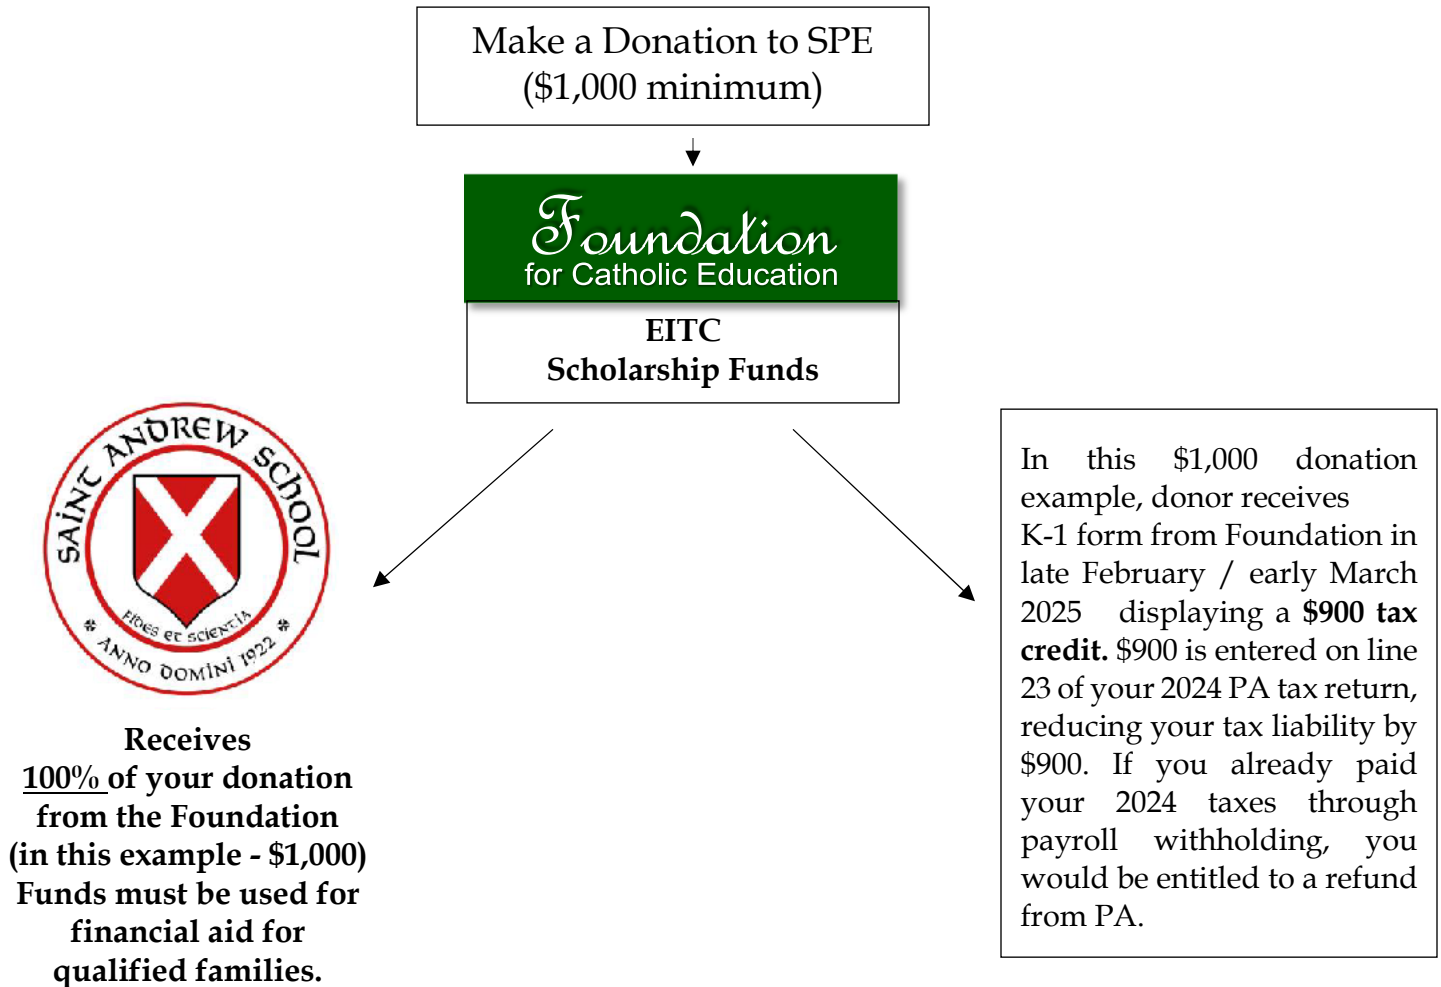 Make a Donation to SPE
($1,000 minimum)
Foundation
for Catholic Education
EITC
Scholarship Funds
SAINT ANDREW SCHOOL
FIDES ET SCIENTIA
* ANNO DOMINI 1922 *
Receives
100% of your donation
from the Foundation
(in this example - $1,000)
Funds must be used for
financial aid for
qualified families.
In this $1,000 donation
example, donor receives
K-1 form from Foundation in
late February / early March
2025 displaying a $900 tax
credit. $900 is entered on line
23 of your 2024 PA tax return,
reducing your tax liability by
$900. If you already paid
your 2024 taxes through
payroll withholding, you
would be entitled to a refund
from PA.